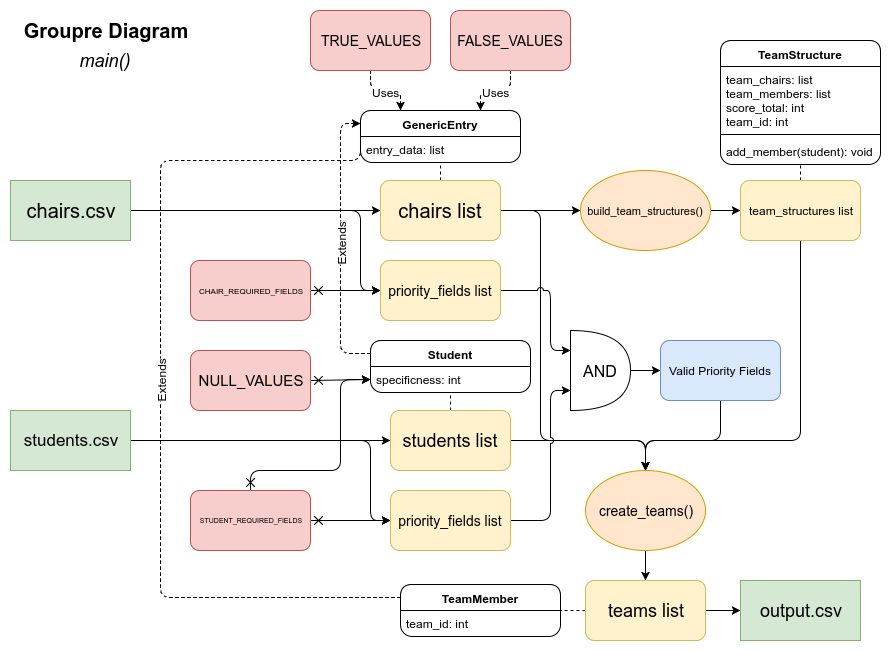 Groupre Diagram
main()
TRUE_VALUES
FALSE_VALUES
Uses
Uses
TeamStructure
team_chairs: list
team_members: list
score_total: int
team_id: int
add_member(student): void
GenericEntry
entry_data: list
chairs.csv
chairs list
build_team_structures()
team_structures list
Extends
CHAIR_REQUIRED_FIELDS
priority_fields list
NULL_VALUES
Student
specificness: int
AND
Valid Priority Fields
Extends
students.csv
students list
STUDENT_REQUIRED_FIELDS
priority_fields list
create_teams()
TeamMember
team_id: int
teams list
output.csv